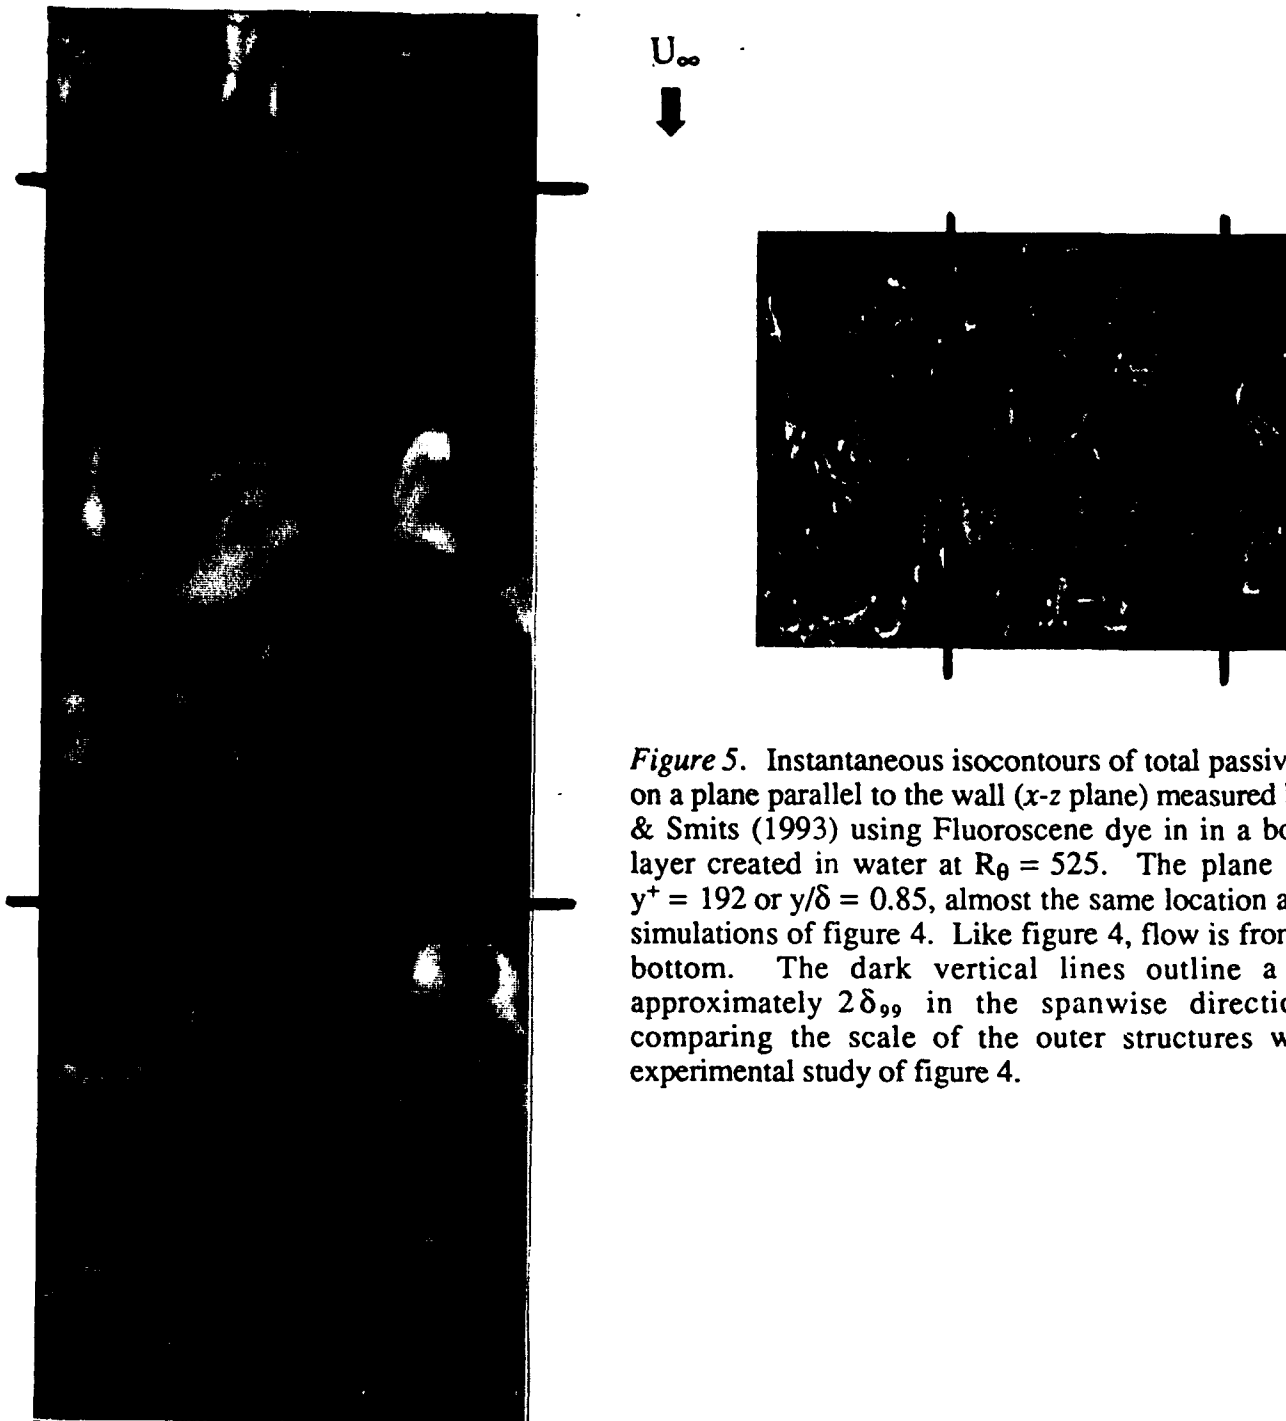 U∞
Figure 5. Instantaneous isocontours of total passiv
on a plane parallel to the wall (x-z plane) measured
& Smits (1993) using Fluoroscene dye in in a bo
layer created in water at Rθ = 525. The plane
y+ = 192 or y/δ = 0.85, almost the same location a
simulations of figure 4. Like figure 4, flow is fro
bottom. The dark vertical lines outline a
approximately 2δ99 in the spanwise directio
comparing the scale of the outer structures w
experimental study of figure 4.